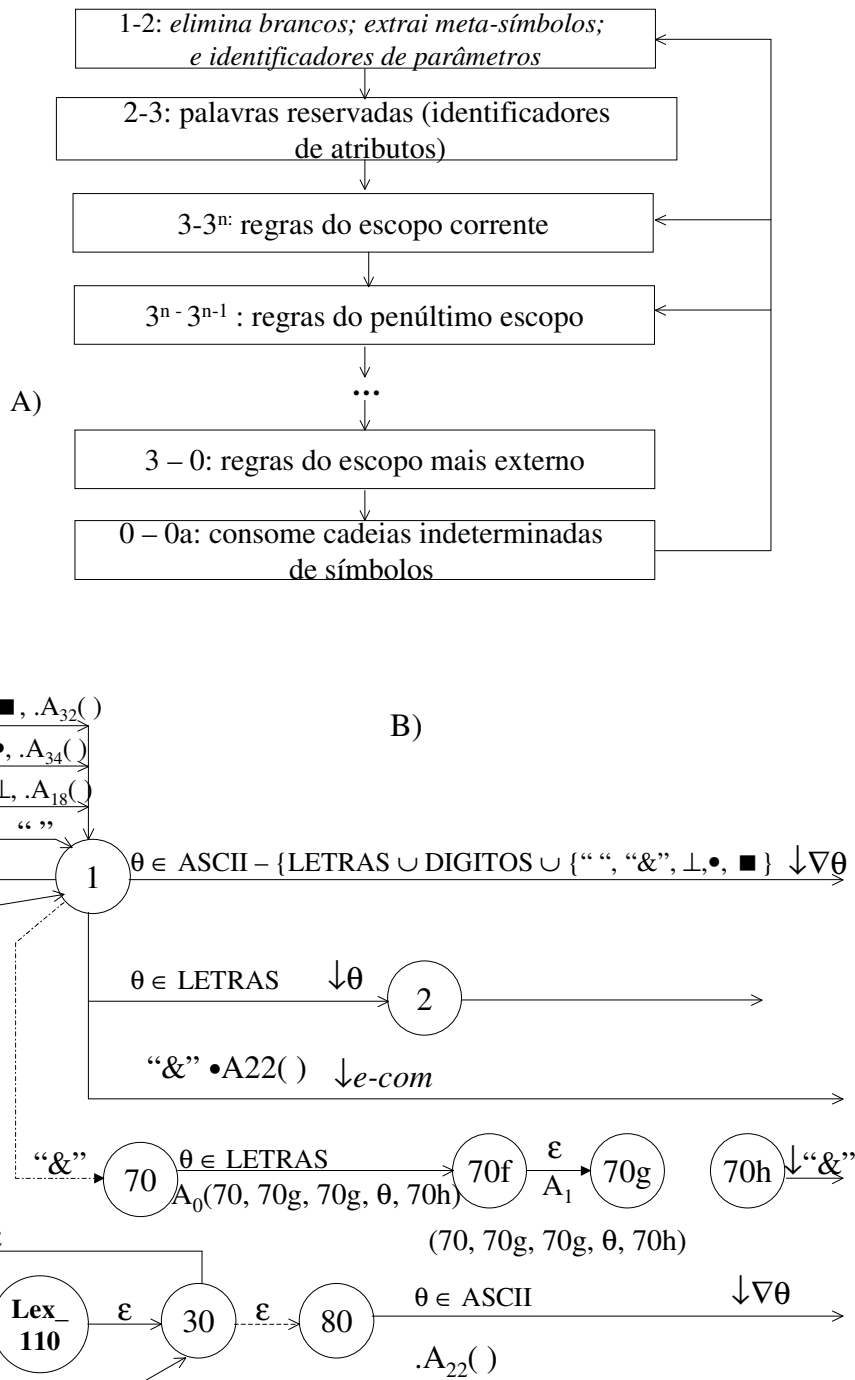 1-2: elimina brancos; extrai meta-símbolos;
e identificadores de parâmetros
2-3: palavras reservadas (identificadores
de atributos)
3-3ⁿ: regras do escopo corrente
3ⁿ - 3ⁿ⁻¹ : regras do penúltimo escopo
...
A)
3 – 0: regras do escopo mais externo
0 – 0a: consome cadeias indeterminadas
de símbolos
■, .A₃₂( )
B)
•, .A₃₄( )
⊥, .A₁₈( )
“ ”
1
θ ∈ ASCII – {LETRAS ∪ DIGITOS ∪ {“ “, “&”, ⊥,•, ■ } ↓∇θ
θ ∈ LETRAS ↓θ
2
“&” •A22( ) ↓e-com
“&”
70
θ ∈ LETRAS
A₀(70, 70g, 70g, θ, 70h)
70f
ε
A₁
70g
70h
↓“&”
(70, 70g, 70g, θ, 70h)
Lex_
110
ε
30
ε
80
θ ∈ ASCII ↓∇θ
.A₂₂( )